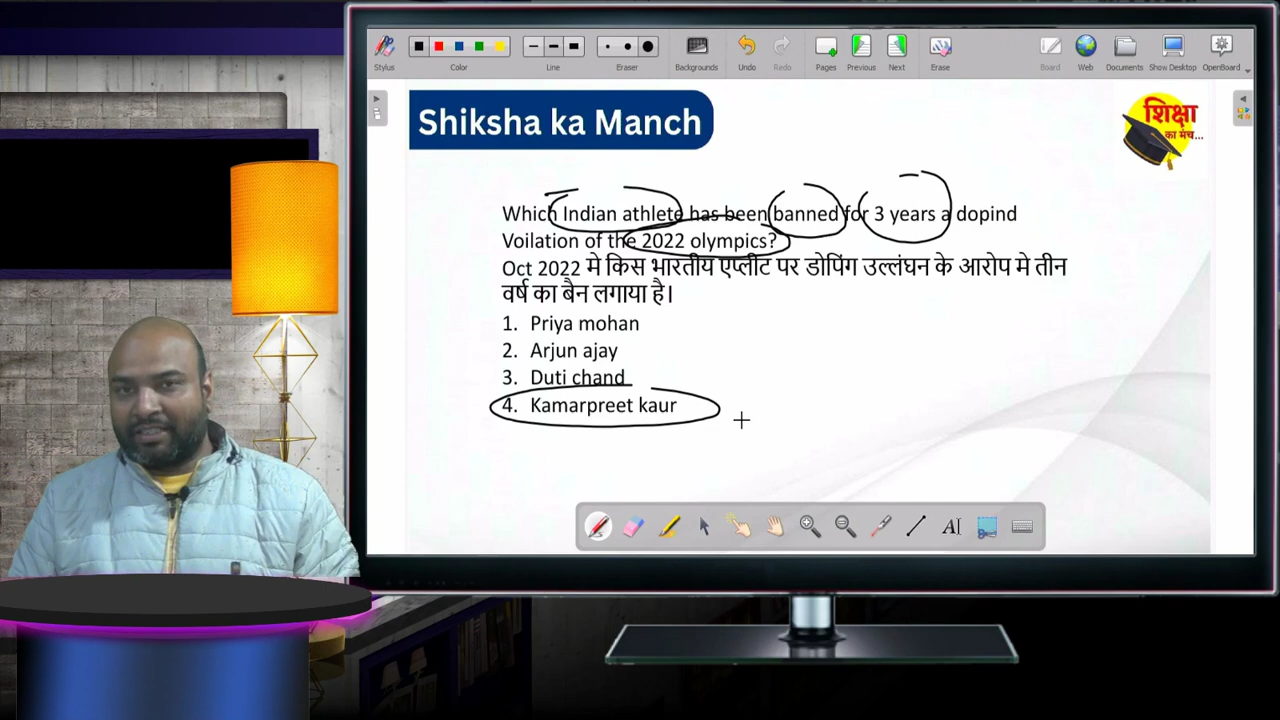 Stylus
Color
Line
Eraser
Backgrounds
Undo
Redo
Pages
Previous
Next
Erase
Board
Web
Documents
Show Desktop
OpenBoard
Shiksha ka Manch
शिक्षा
का मंच...
Which Indian athlete has been banned for 3 years a dopind
Voilation of the 2022 olympics?
Oct 2022 मे किस भारतीय एप्लीट पर डोपिंग उल्लंघन के आरोप मे तीन
वर्ष का बैन लगाया है।
1. Priya mohan
2. Arjun ajay
3. Duti chand
4. Kamarpreet kaur